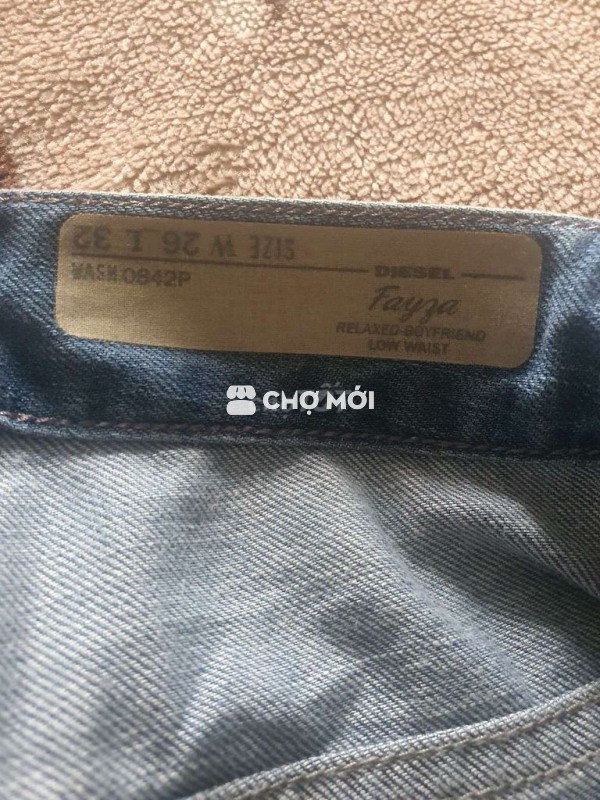 SIZE W 26 L 32
DIESEL
WASH 0842P
Fayza
RELAXED-BOYFRIEND
LOW WAIST
CHỢ MỚI